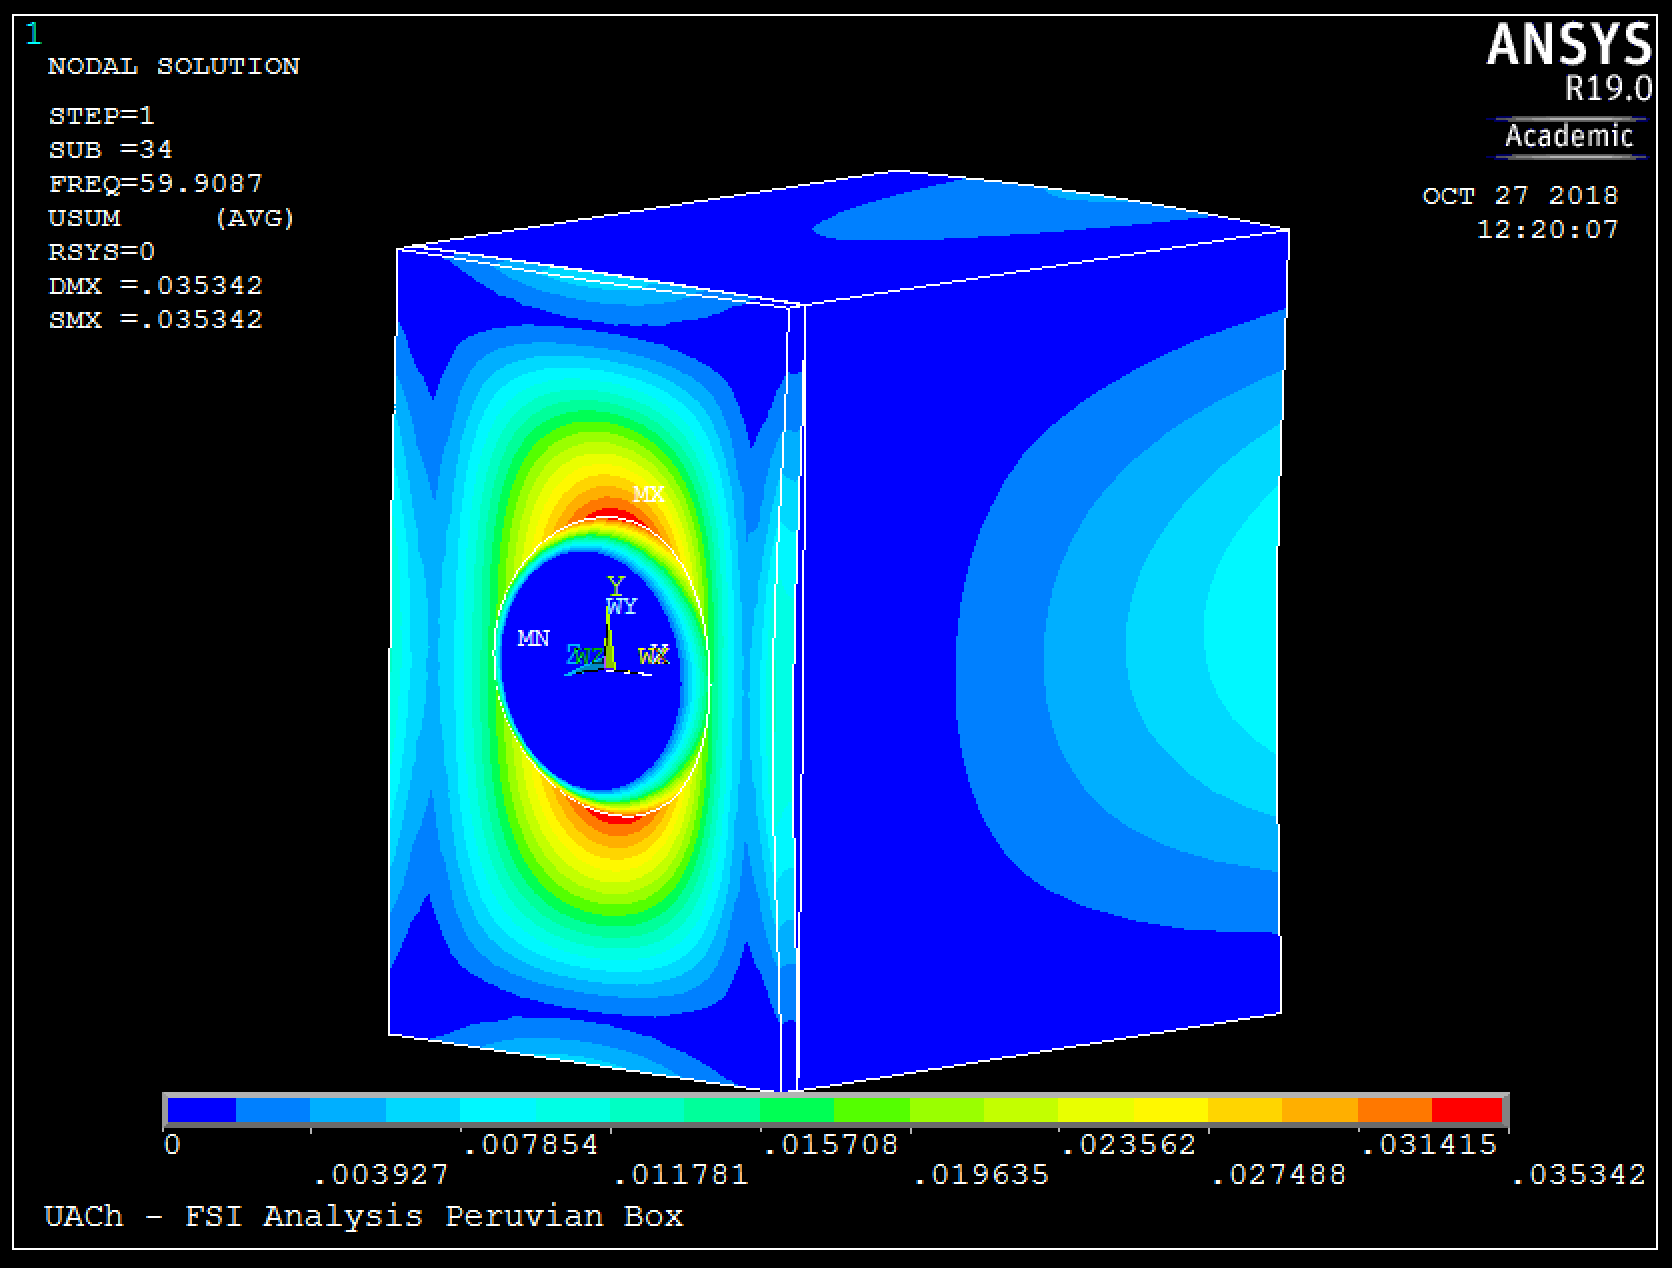 1
NODAL SOLUTION
STEP=1
SUB =34
FREQ=59.9087
USUM (AVG)
RSYS=0
DMX =.035342
SMX =.035342
ANSYS
R19.0
Academic
OCT 27 2018
12:20:07
MX
Y
WY
MN
Z WZ
WX
0 .007854 .015708 .023562 .031415
.003927 .011781 .019635 .027488 .035342
UACh - FSI Analysis Peruvian Box